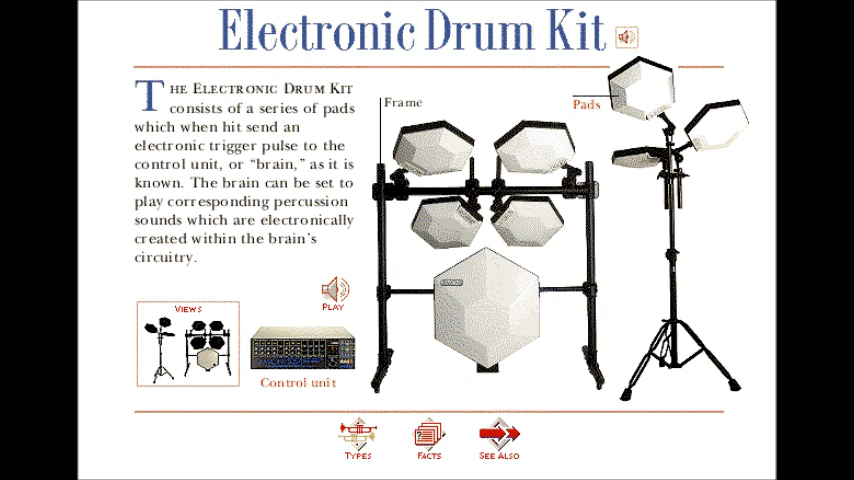 Electronic Drum Kit
THE ELECTRONIC DRUM KIT
consists of a series of pads
which when hit send an
electronic trigger pulse to the
control unit, or “brain,” as it is
known. The brain can be set to
play corresponding percussion
sounds which are electronically
created within the brain’s
circuitry.
Frame
Pads
PLAY
VIEWS
Control unit
TYPES
FACTS
SEE ALSO